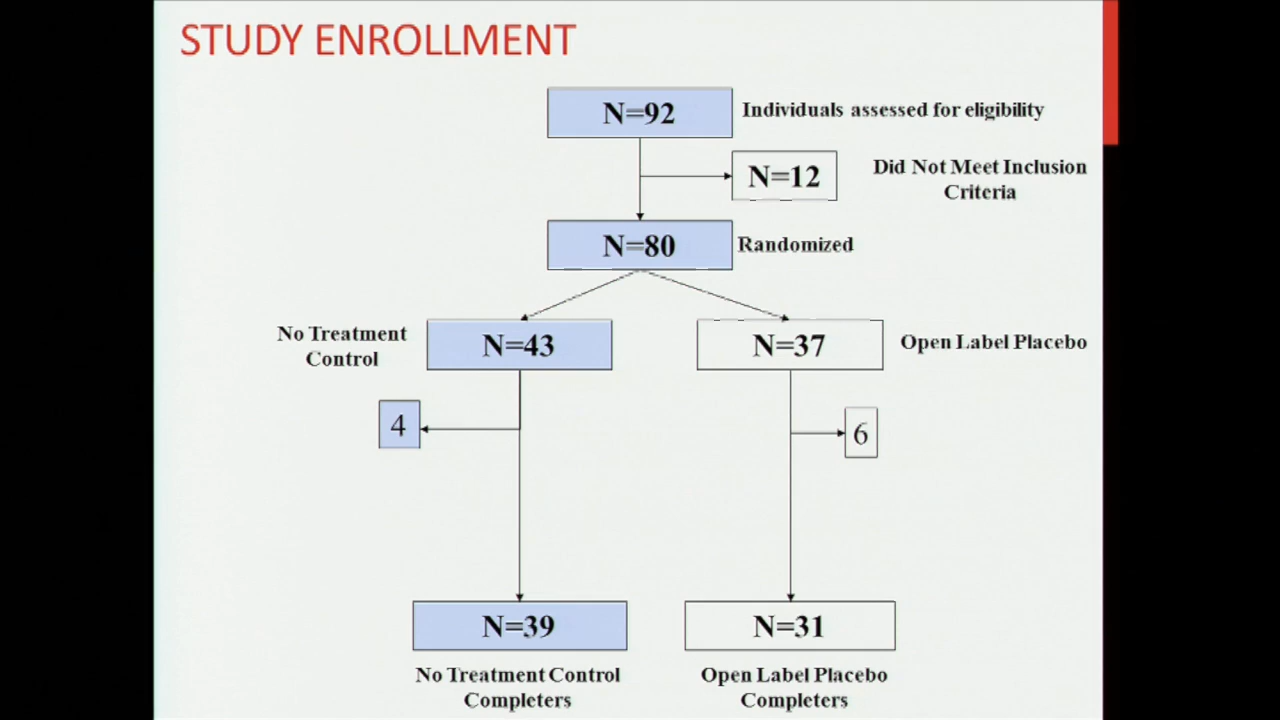 STUDY ENROLLMENT
N=92
Individuals assessed for eligibility
N=12
Did Not Meet Inclusion
Criteria
N=80
Randomized
No Treatment
Control
N=43
N=37
Open Label Placebo
4
6
N=39
N=31
No Treatment Control
Completers
Open Label Placebo
Completers